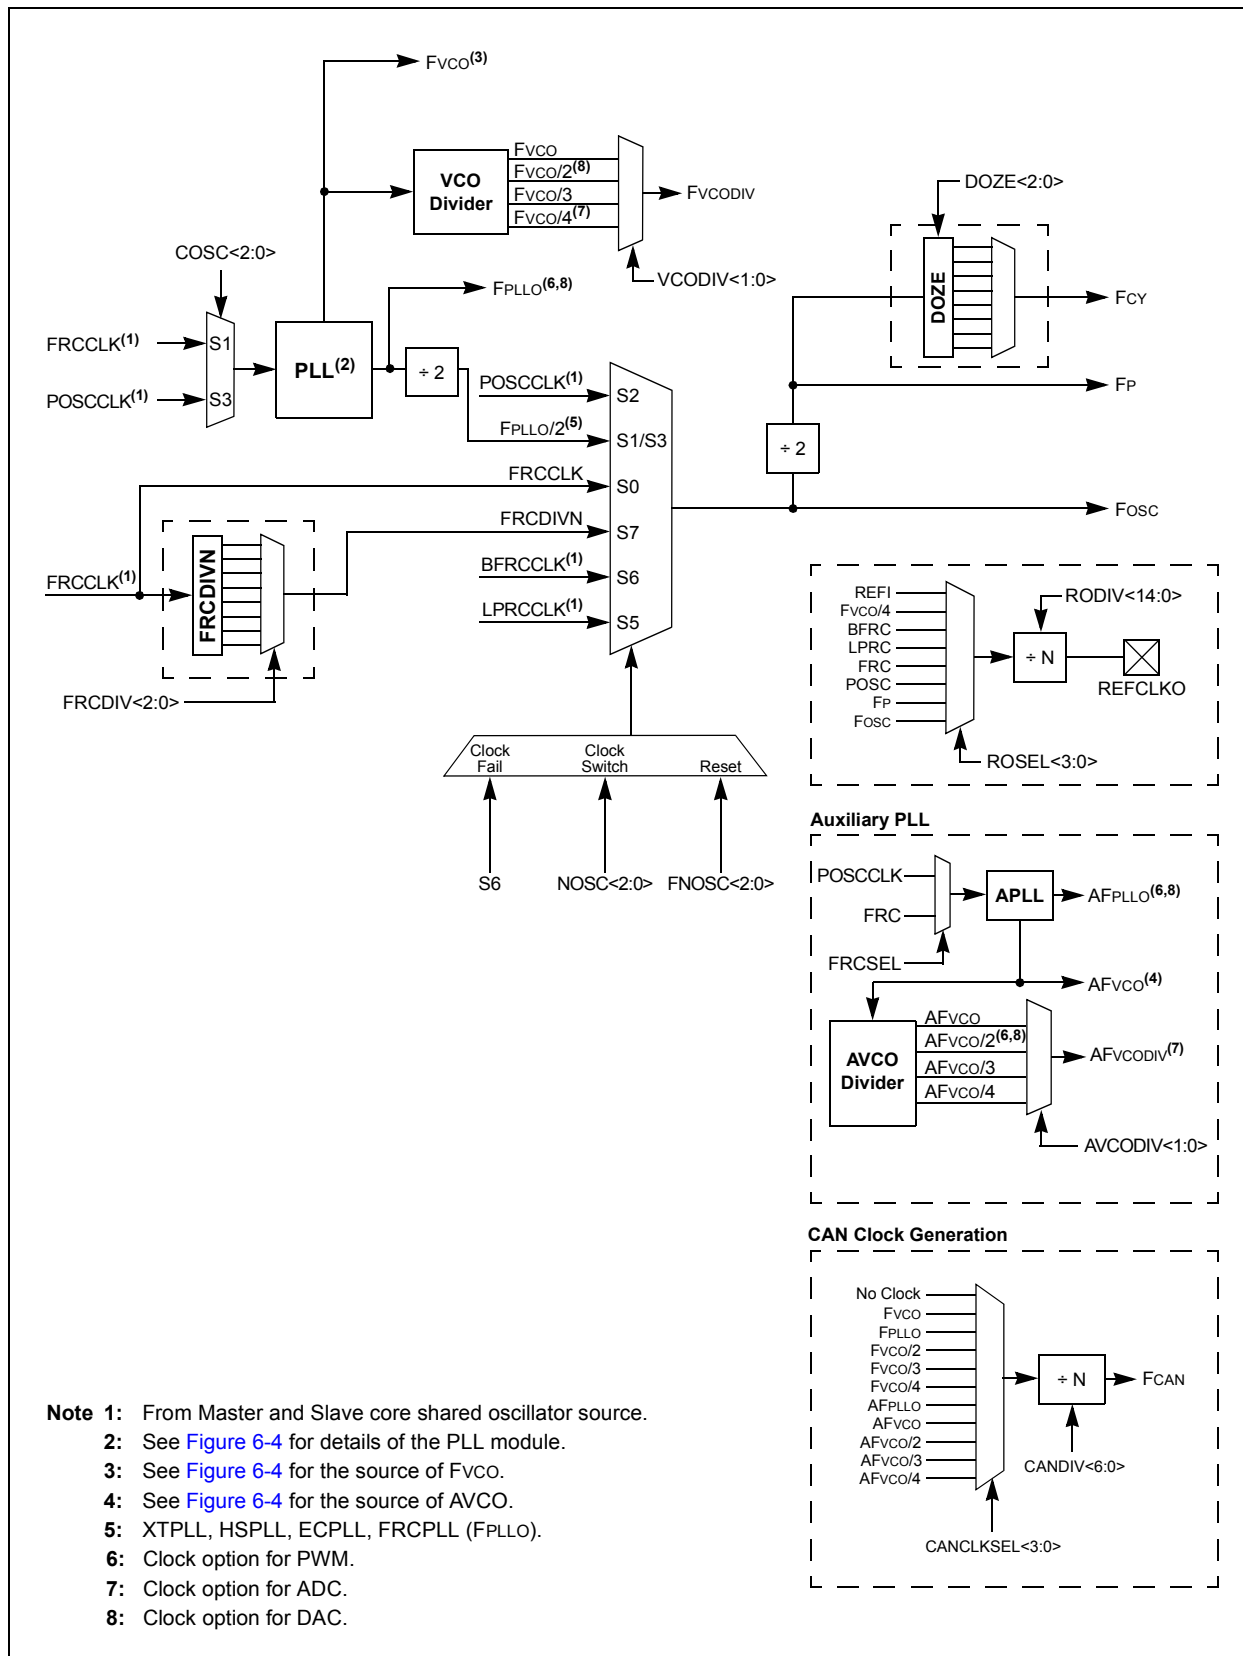 FVCO(3)
VCO
Divider
FVCO
FVCO/2(8)
FVCO/3
FVCO/4(7)
FVCODIV
VCODIV<1:0>
DOZE<2:0>
DOZE
FCY
FP
÷ 2
FOSC
COSC<2:0>
FRCCLK(1)
POSCCLK(1)
S1
S3
PLL(2)
FPLLO(6,8)
÷ 2
POSCCLK(1)
S2
FPLLO/2(5)
S1/S3
FRCCLK
S0
FRCDIVN
S7
BFRCCLK(1)
S6
LPRCCLK(1)
S5
FRCCLK(1)
FRCDIVN
FRCDIV<2:0>
Clock
Fail
Clock
Switch
Reset
S6
NOSC<2:0>
FNOSC<2:0>
REFI
FVCO/4
BFRC
LPRC
FRC
POSC
FP
FOSC
RODIV<14:0>
÷ N
REFCLKO
ROSEL<3:0>
Auxiliary PLL
POSCCLK
FRC
FRCSEL
APLL
AFPLLO(6,8)
AFVCO(4)
AVCO
Divider
AFVCO
AFVCO/2(6,8)
AFVCO/3
AFVCO/4
AFVCODIV(7)
AVCODIV<1:0>
CAN Clock Generation
No Clock
FVCO
FPLLO
FVCO/2
FVCO/3
FVCO/4
AFPLLO
AFVCO
AFVCO/2
AFVCO/3
AFVCO/4
÷ N
FCAN
CANDIV<6:0>
CANCLKSEL<3:0>
Note 1: From Master and Slave core shared oscillator source.
2: See Figure 6-4 for details of the PLL module.
3: See Figure 6-4 for the source of FVCO.
4: See Figure 6-4 for the source of AVCO.
5: XTPLL, HSPLL, ECPLL, FRCPLL (FPLLO).
6: Clock option for PWM.
7: Clock option for ADC.
8: Clock option for DAC.